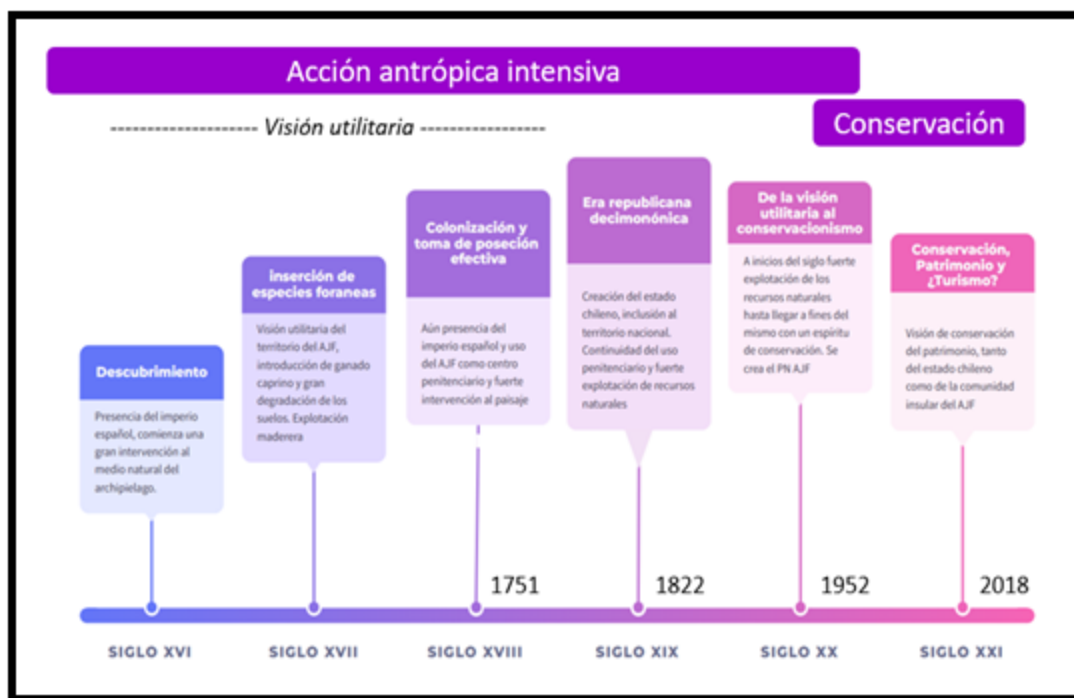 Acción antrópica intensiva
Conservación
-------------------- Visión utilitaria -----------------
Descubrimiento
Presencia del imperio
español, comienza una
gran intervención al
medio natural del
archipielago.
inserción de
especies foraneas
Visión utilitaria del
territorio del AJF,
introducción de ganado
caprino y gran
degradación de los
suelos. Explotación
maderera
Colonización y
toma de poseción
efectiva
Aún presencia del
imperio español y uso
del AJF como centro
penitenciario y fuerte
intervención al paisaje
Era republicana
decimonónica
Creación del estado
chileno, inclusión al
territorio nacional.
Continuidad del uso
penitenciario y fuerte
explotación de recursos
naturales
De la visión
utilitaria al
conservacionismo
A inicios del siglo fuerte
explotación de los
recursos naturales
hasta llegar a fines del
mismo con un espíritu
de conservación. Se
crea el PN AJF
Conservación,
Patrimonio y
¿Turismo?
Visión de conservación
del patrimonio, tanto
del estado chileno
como de la comunidad
insular del AJF
1751
1822
1952
2018
SIGLO XVI
SIGLO XVII
SIGLO XVIII
SIGLO XIX
SIGLO XX
SIGLO XXI